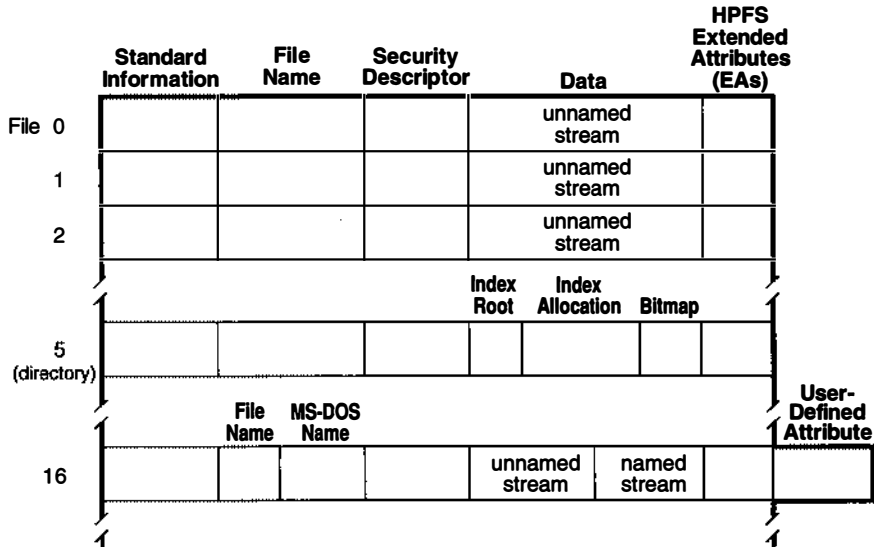 HPFS
Extended
Attributes
(EAs)
Standard
Information
File
Name
Security
Descriptor
Data
File 0
unnamed
stream
1
unnamed
stream
2
unnamed
stream
Index
Root
Index
Allocation
Bitmap
5
(directory)
User-
Defined
Attribute
File
Name
MS-DOS
Name
16
unnamed
stream
named
stream